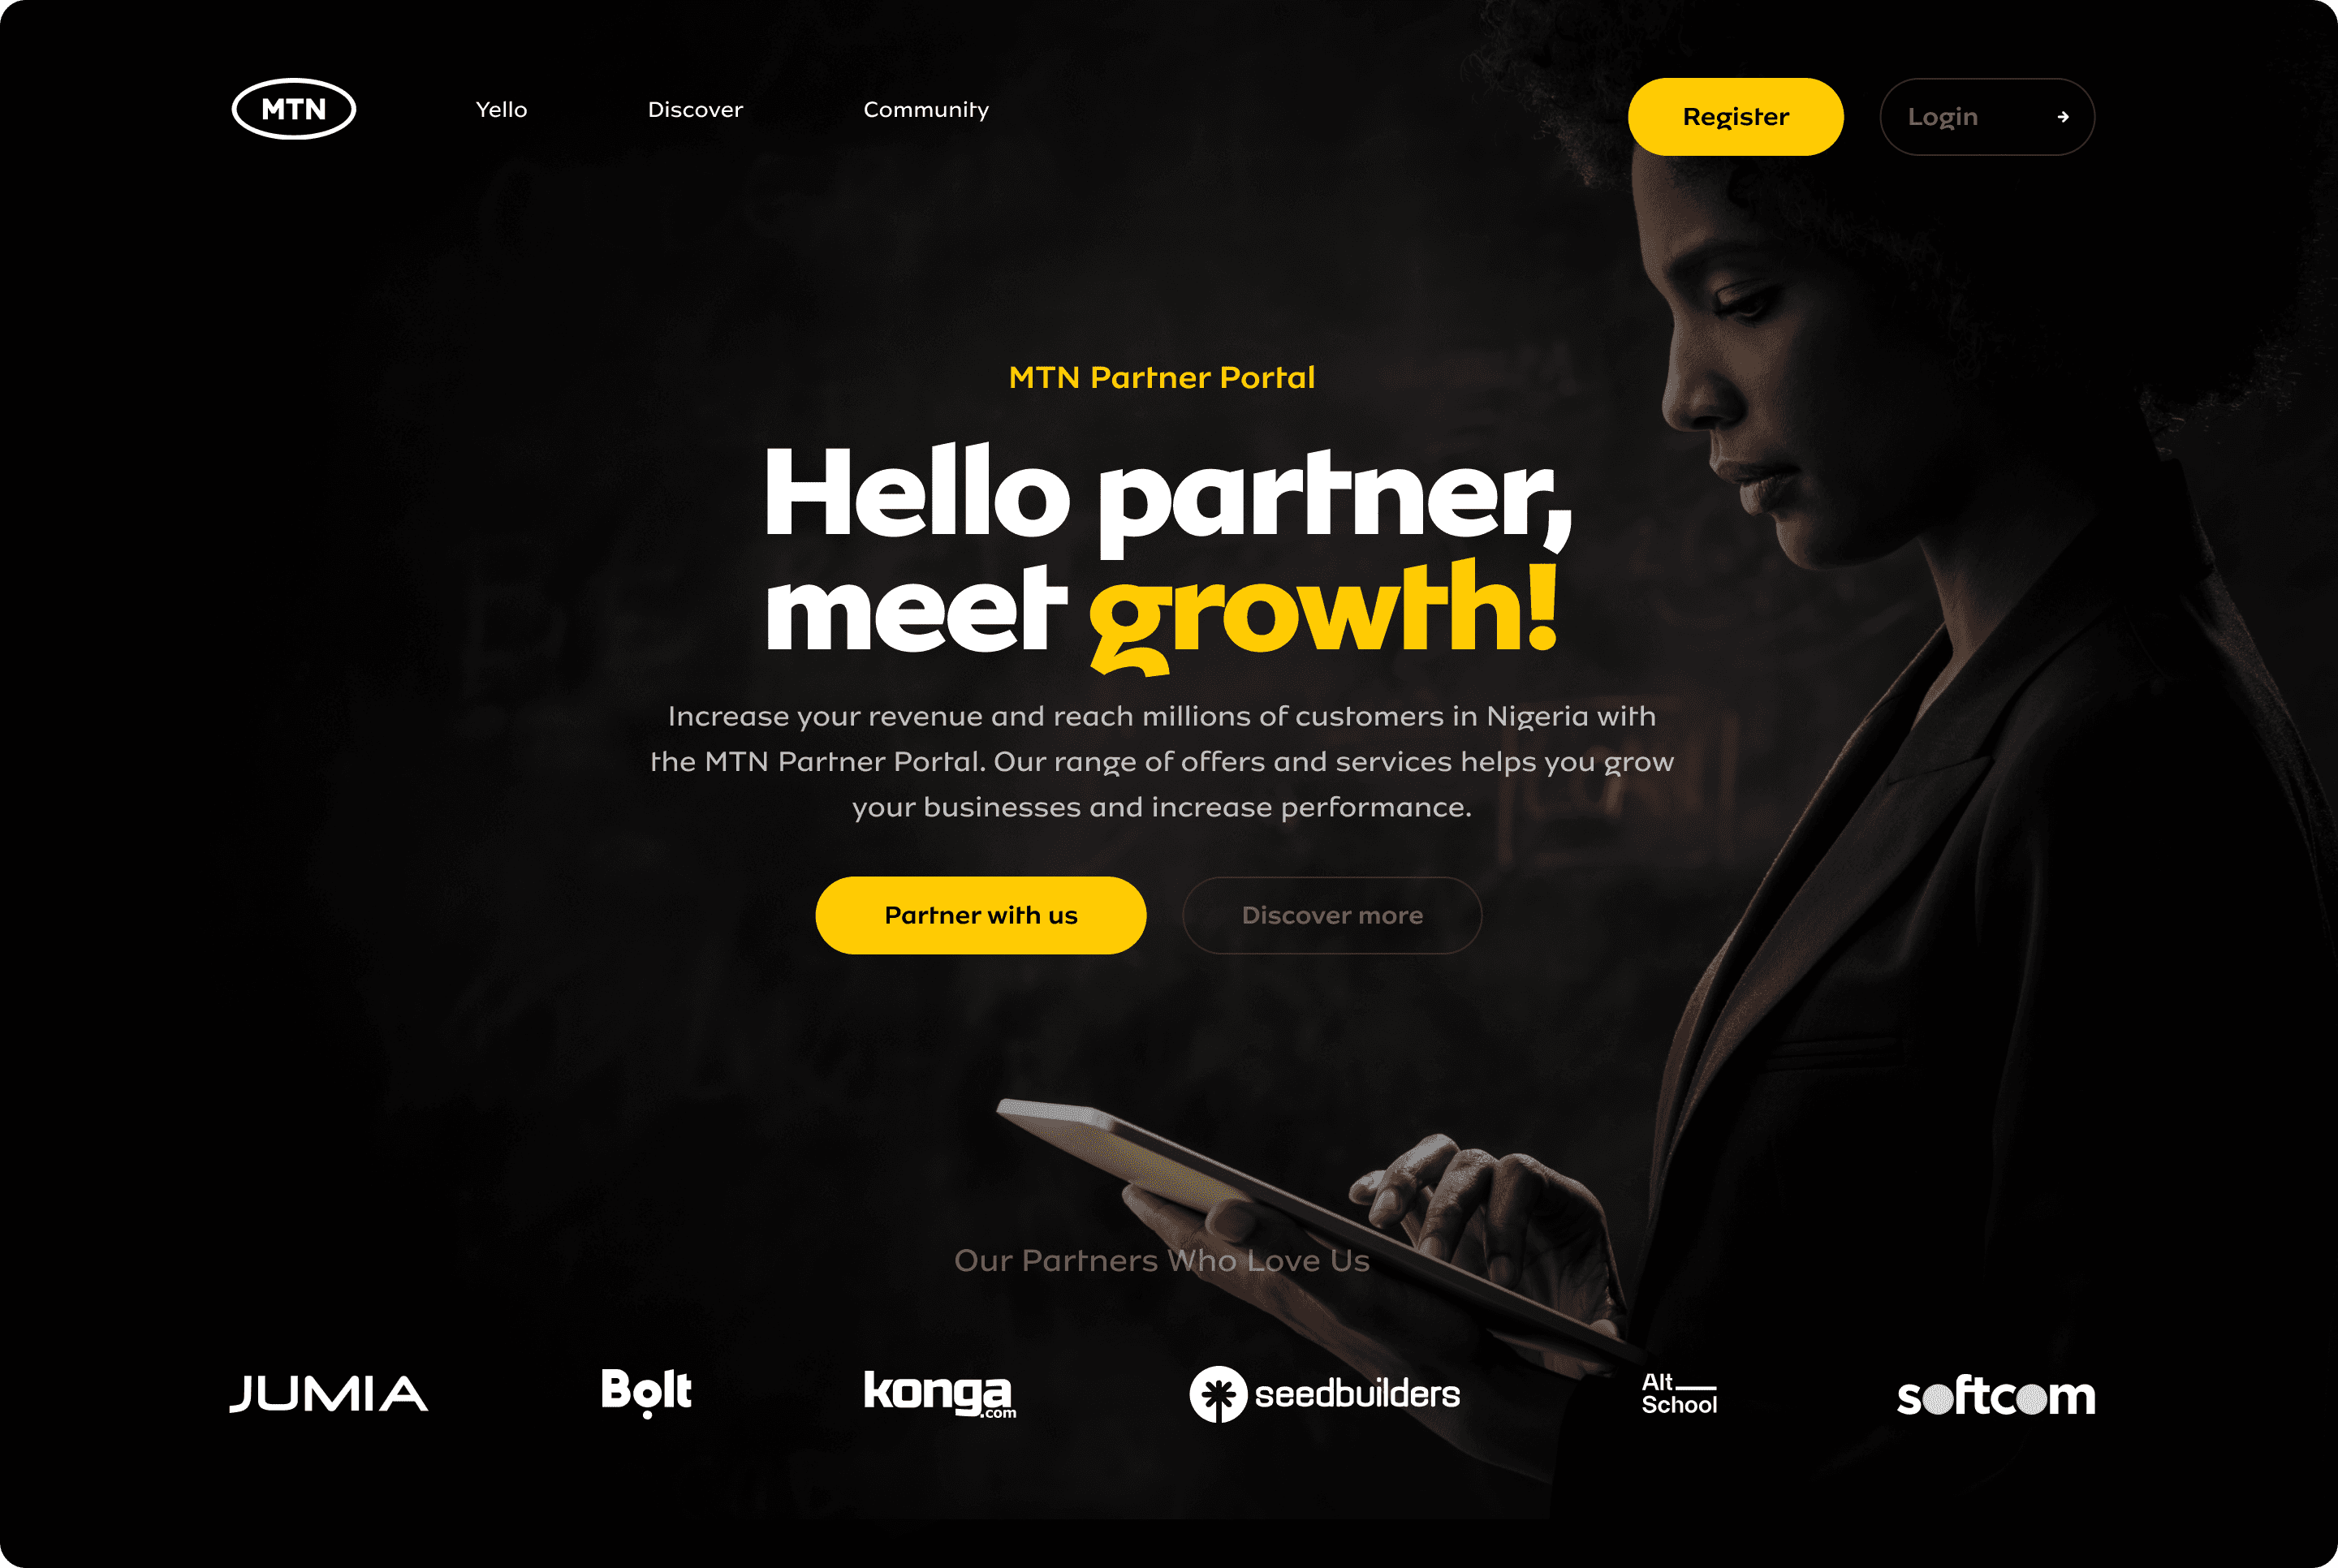 MTN
Yello
Discover
Community
Register
Login
MTN Partner Portal
Hello partner,
meet growth!
Increase your revenue and reach millions of customers in Nigeria with
the MTN Partner Portal. Our range of offers and services helps you grow
your businesses and increase performance.
Partner with us
Discover more
Our Partners Who Love Us
JUMIA
Bolt
konga
.com
seedbuilders
Alt
School
softcom